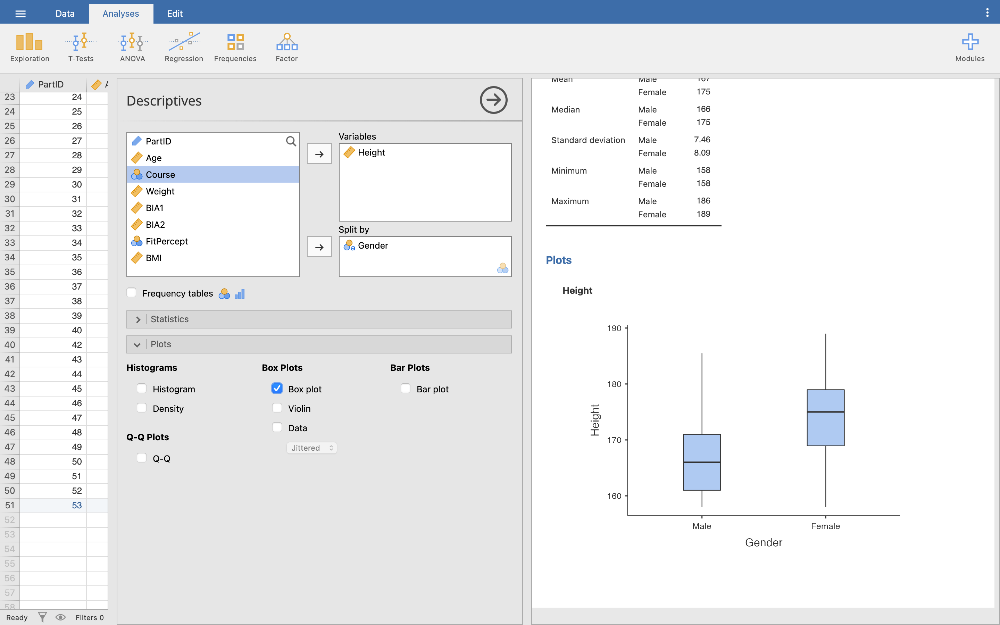 Data Analyses Edit
Exploration T-Tests ANOVA Regression Frequencies Factor Modules
PartID
23 24
24 25
25 26
26 27
27 28
28 29
29 30
30 31
31 32
32 33
33 34
34 35
35 36
36 37
37 38
38 39
39 40
40 42
41 43
42 44
43 45
44 46
45 47
46 48
47 49
48 50
49 51
50 52
51 53
52
53
54
55
56
57
58
Ready Filters 0
Descriptives
PartID
Age
Course
Weight
BIA1
BIA2
FitPercept
BMI
Variables
Height
Split by
a Gender
Frequency tables
Statistics
Plots
Histograms
Histogram
Density
Q-Q Plots
Q-Q
Box Plots
Box plot
Violin
Data
Jittered
Bar Plots
Bar plot
Mean Male 167
Female 175
Median Male 166
Female 175
Standard deviation Male 7.46
Female 8.09
Minimum Male 158
Female 158
Maximum Male 186
Female 189
Plots
Height
190
180
170
160
Height
Male Female
Gender